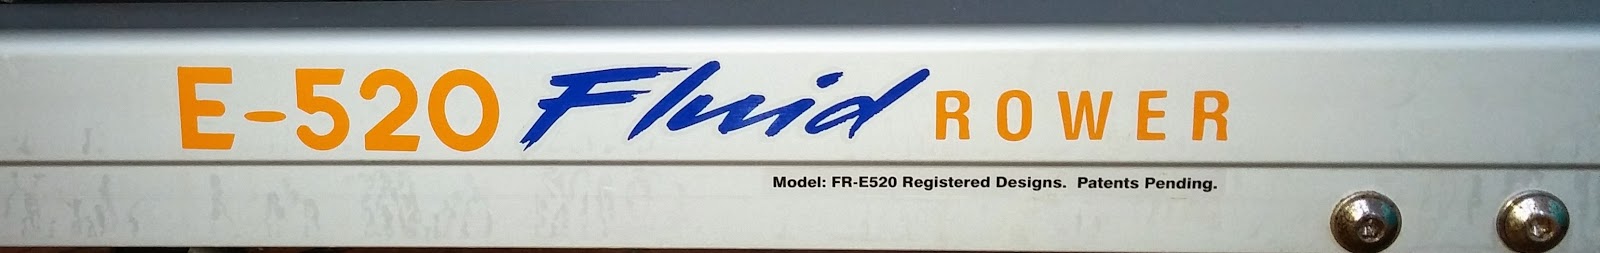 E-520 Fluid ROWER
Model: FR-E520 Registered Designs. Patents Pending.